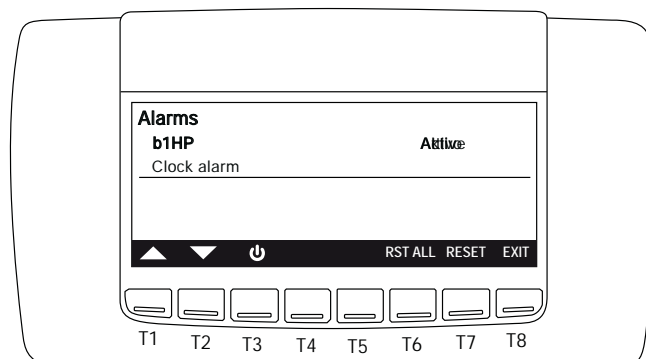 Alarms
b1HP
Clock alarm
RST ALL RESET EXIT
T1 T2 T3 T4 T5 T6 T7 T8